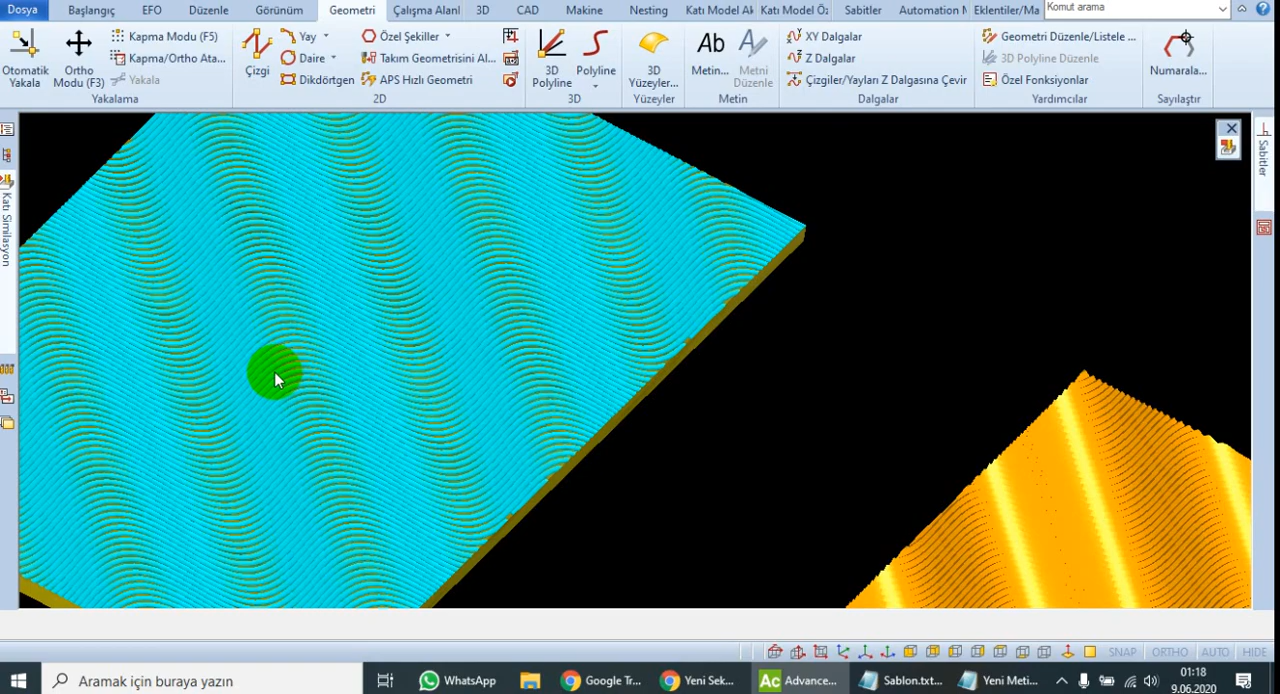 Dosya Başlangıç EFO Düzenle Görünüm Geometri Çalışma Alanl 3D CAD Makine Nesting Katı Model Ak Katı Model Öz Sabitler Automation M Eklentiler/Ma Komut arama
Otomatik Yakala
Ortho Modu (F3)
Kapma Modu (F5)
Kapma/Ortho Ata...
Yakala
Yakalama
Çizgi
Yay
Daire
Dikdörtgen
Özel Şekiller
Takım Geometrisini Al...
APS Hızlı Geometri
2D
3D Polyline
Polyline
3D
3D Yüzeyler...
Yüzeyler
Metin...
Metni Düzenle
Metin
XY Dalgalar
Z Dalgalar
Çizgiler/Yayları Z Dalgasına Çevir
Dalgalar
Geometri Düzenle/Listele ...
3D Polyline Düzenle
Özel Fonksiyonlar
Yardımcılar
Numarala...
Sayılaştır
Katı Similasyon
Sabitler
SNAP ORTHO AUTO HIDE
Aramak için buraya yazın
WhatsApp
Google Tr...
Yeni Sek...
Ac Advance...
Sablon.txt...
Yeni Meti...
01:18
9.06.2020